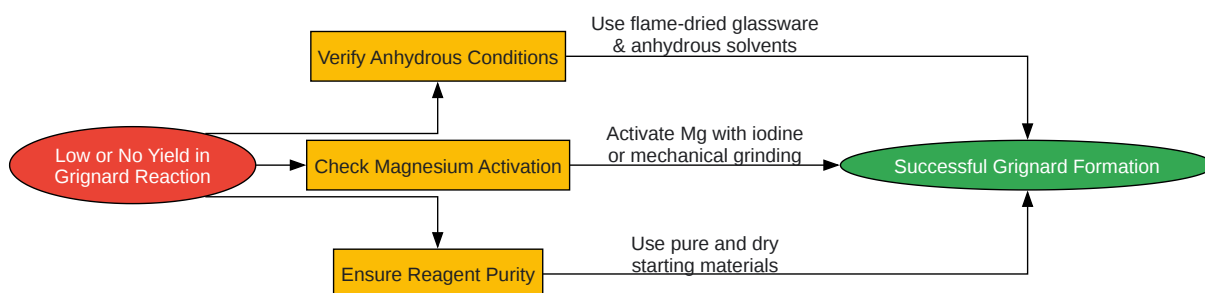 Use flame-dried glassware
& anhydrous solvents
Verify Anhydrous Conditions
Low or No Yield in
Grignard Reaction
Check Magnesium Activation
Activate Mg with iodine
or mechanical grinding
Successful Grignard Formation
Ensure Reagent Purity
Use pure and dry
starting materials